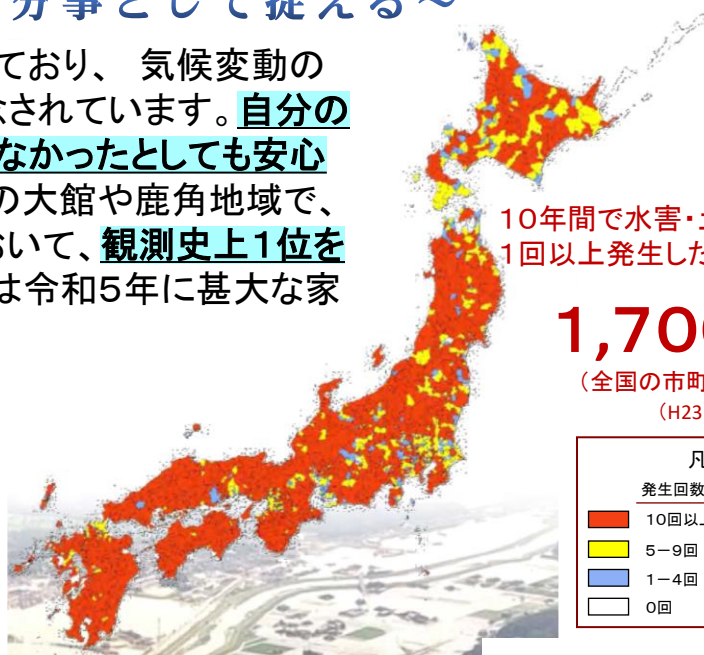 分事として捉える～
ており、 気候変動の
念されています。自分の
なかったとしても安心
の大館や鹿角地域で、
おいて、観測史上１位を
は令和５年に甚大な家
１０年間で水害・
１回以上発生した
1,70
（全国の市町
（H23
凡
発生回数
１０回以上
５－９回
１－４回
０回